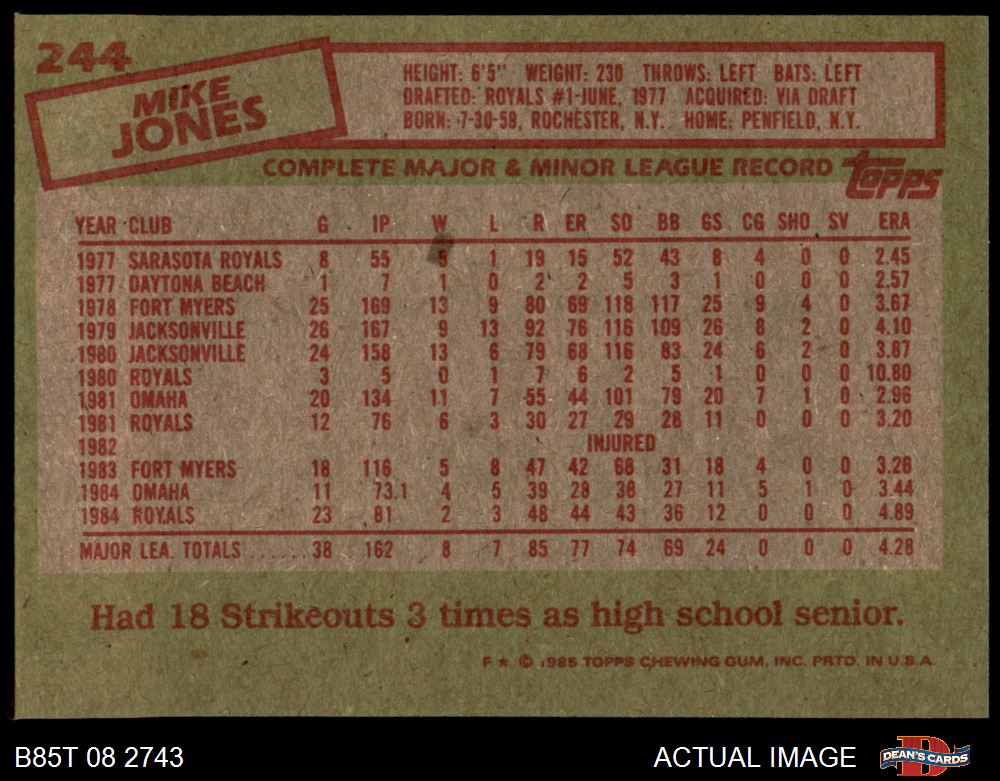 244
MIKE
JONES
HEIGHT: 6'5" WEIGHT: 230 THROWS: LEFT BATS: LEFT
DRAFTED: ROYALS #1-JUNE, 1977 ACQUIRED: VIA DRAFT
BORN: 7-30-59, ROCHESTER, N.Y. HOME: PENFIELD, N.Y.
COMPLETE MAJOR & MINOR LEAGUE RECORD
TOPPS
YEAR CLUB G IP W L R ER SO BB GS CG SHO SV ERA
1977 SARASOTA ROYALS 8 55 5 1 19 15 52 43 8 4 0 0 2.45
1977 DAYTONA BEACH 1 7 1 0 2 2 5 3 1 0 0 0 2.57
1978 FORT MYERS 25 169 13 9 80 69 118 117 25 9 4 0 3.67
1979 JACKSONVILLE 26 167 9 13 92 76 116 109 26 8 2 0 4.10
1980 JACKSONVILLE 24 158 13 6 79 68 116 83 24 6 2 0 3.87
1980 ROYALS 3 5 0 1 7 6 2 5 1 0 0 0 10.80
1981 OMAHA 20 134 11 7 55 44 101 79 20 7 1 0 2.96
1981 ROYALS 12 76 6 3 30 27 29 28 11 0 0 0 3.20
1982 INJURED
1983 FORT MYERS 18 116 5 8 47 42 68 31 18 4 0 0 3.26
1984 OMAHA 11 73.1 4 5 39 28 38 27 11 5 1 0 3.44
1984 ROYALS 23 81 2 3 48 44 43 36 12 0 0 0 4.89
MAJOR LEA. TOTALS.......38 162 8 7 85 77 74 69 24 0 0 0 4.28
Had 18 Strikeouts 3 times as high school senior.
F ★ © 1985 TOPPS CHEWING GUM, INC. PRTD. IN U.S.A.
B85T 08 2743 ACTUAL IMAGE DEAN'S CARDS